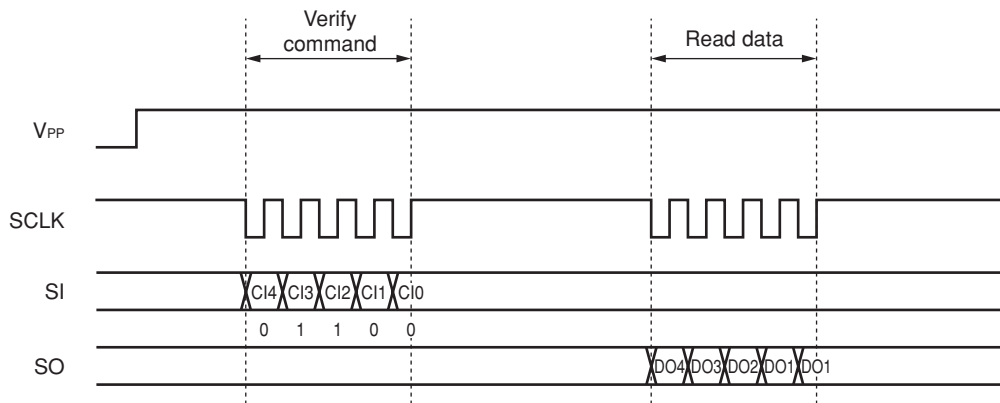 Verify
command
Read data
VPP
SCLK
SI
CI4 CI3 CI2 CI1 CI0
0 1 1 0 0
SO
DO4 DO3 DO2 DO1 DO1